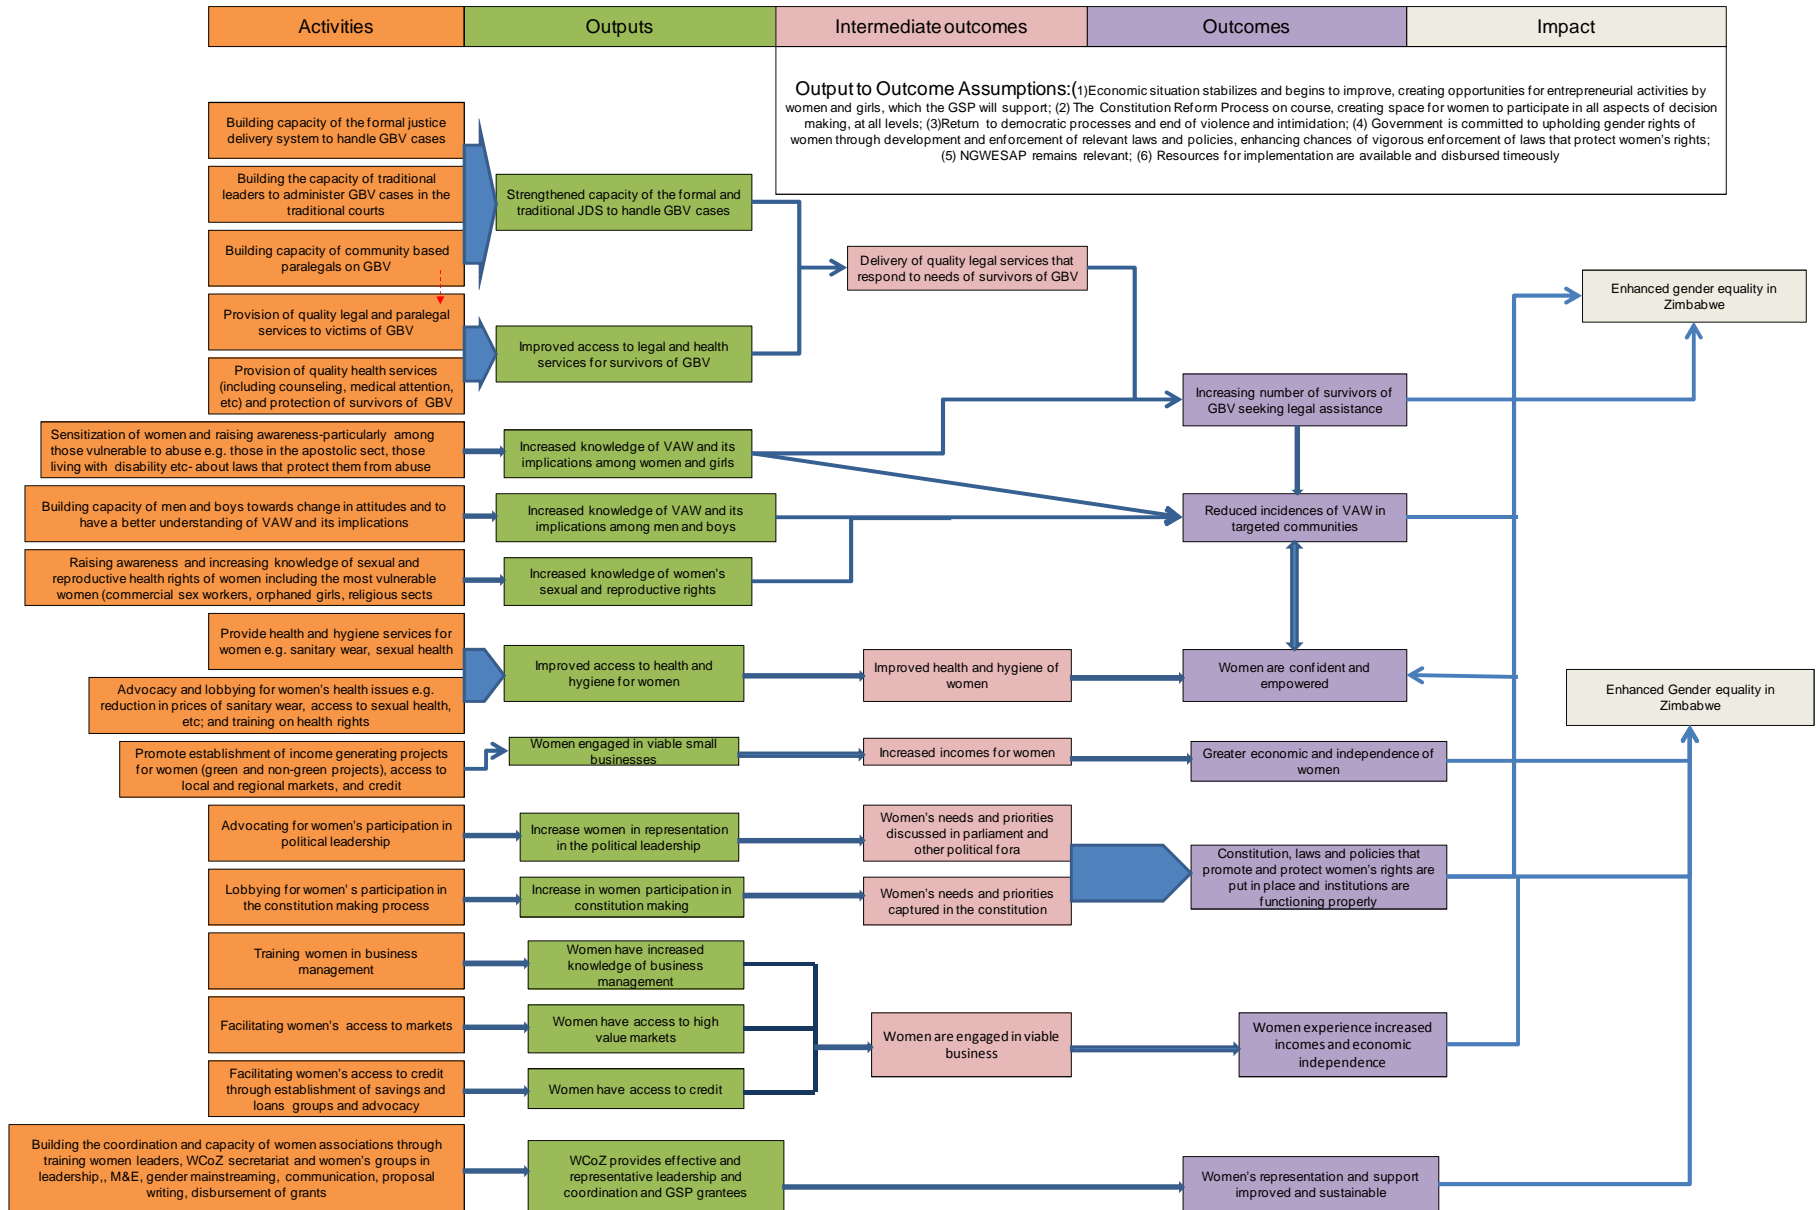 Activities
Outputs
Intermediate outcomes
Outcomes
Impact
Output to Outcome Assumptions:(1)Economic situation stabilizes and begins to improve, creating opportunities for entrepreneurial activities by
women and girls, which the GSP will support; (2) The Constitution Reform Process on course, creating space for women to participate in all aspects of decision
making, at all levels; (3)Return to democratic processes and end of violence and intimidation; (4) Government is committed to upholding gender rights of
women through development and enforcement of relevant laws and policies, enhancing chances of vigorous enforcement of laws that protect women's rights;
(5) NGWESAP remains relevant; (6) Resources for implementation are available and disbursed timeously
Building capacity of the formal justice
delivery system to handle GBV cases
Building the capacity of traditional
leaders to administer GBV cases in the
traditional courts
Building capacity of community based
paralegals on GBV
Strengthened capacity of the formal and
traditional JDS to handle GBV cases
Delivery of quality legal services that
respond to needs of survivors of GBV
Enhanced gender equality in
Zimbabwe
Provision of quality legal and paralegal
services to victims of GBV
Improved access to legal and health
services for survivors of GBV
Provision of quality health services
(including counseling, medical attention,
etc) and protection of survivors of GBV
Increasing number of survivors of
GBV seeking legal assistance
Sensitization of women and raising awareness-particularly among
those vulnerable to abuse e.g. those in the apostolic sect, those
living with disability etc- about laws that protect them from abuse
Increased knowledge of VAW and its
implications among women and girls
Building capacity of men and boys towards change in attitudes and to
have a better understanding of VAW and its implications
Increased knowledge of VAW and its
implications among men and boys
Reduced incidences of VAW in
targeted communities
Raising awareness and increasing knowledge of sexual and
reproductive health rights of women including the most vulnerable
women (commercial sex workers, orphaned girls, religious sects
Increased knowledge of women's
sexual and reproductive rights
Provide health and hygiene services for
women e.g. sanitary wear, sexual health
Improved access to health and
hygiene for women
Improved health and hygiene of
women
Women are confident and
empowered
Enhanced Gender equality in
Zimbabwe
Advocacy and lobbying for women's health issues e.g.
reduction in prices of sanitary wear, access to sexual health,
etc; and training on health rights
Promote establishment of income generating projects
for women (green and non-green projects), access to
local and regional markets, and credit
Women engaged in viable small
businesses
Increased incomes for women
Greater economic and independence of
women
Advocating for women's participation in
political leadership
Increase women in representation
in the political leadership
Women's needs and priorities
discussed in parliament and
other political fora
Constitution, laws and policies that
promote and protect women's rights are
put in place and institutions are
functioning properly
Lobbying for women' s participation in
the constitution making process
Increase in women participation in
constitution making
Women's needs and priorities
captured in the constitution
Training women in business
management
Women have increased
knowledge of business
management
Facilitating women's access to markets
Women have access to high
value markets
Women are engaged in viable
business
Women experience increased
incomes and economic
independence
Facilitating women's access to credit
through establishment of savings and
loans groups and advocacy
Women have access to credit
Building the coordination and capacity of women associations through
training women leaders, WCoZ secretariat and women's groups in
leadership,, M&E, gender mainstreaming, communication, proposal
writing, disbursement of grants
WCoZ provides effective and
representative leadership and
coordination and GSP grantees
Women's representation and support
improved and sustainable